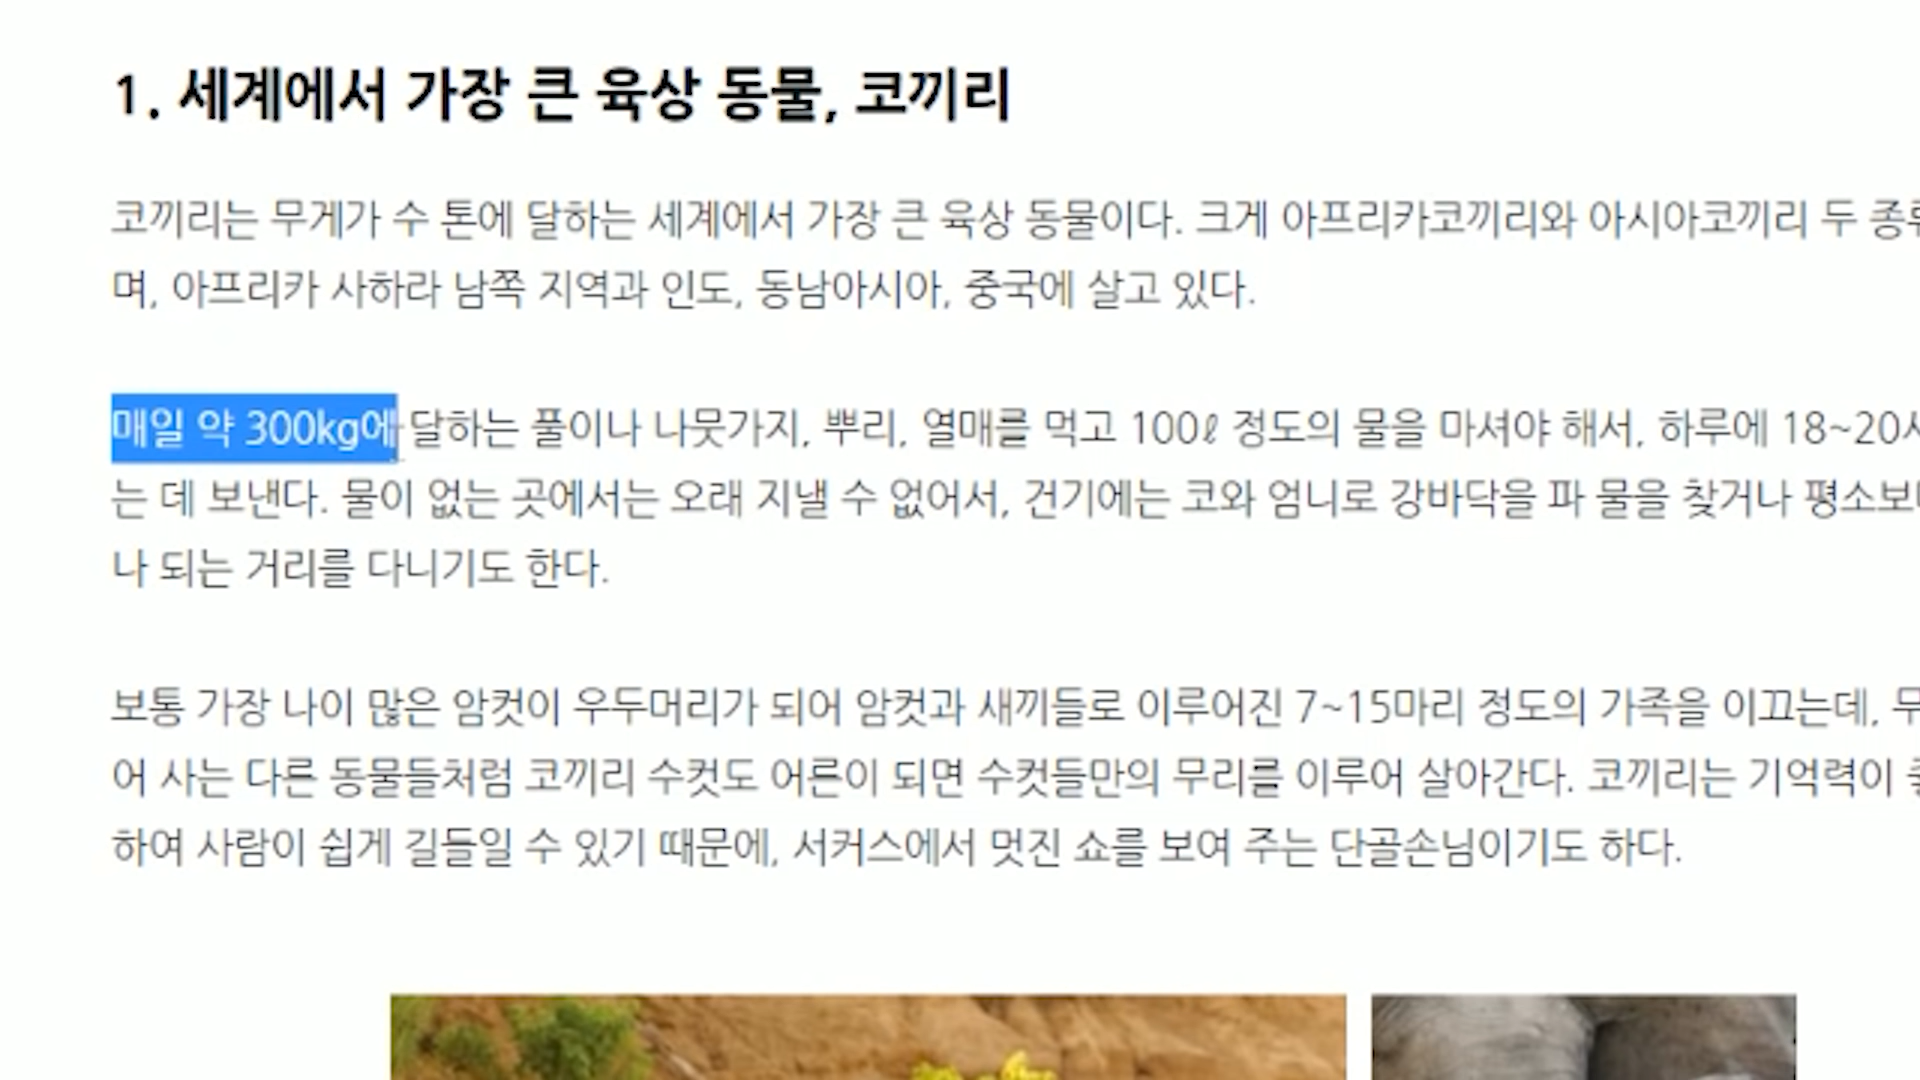 1. 세계에서 가장 큰 육상 동물, 코끼리
코끼리는 무게가 수 톤에 달하는 세계에서 가장 큰 육상 동물이다. 크게 아프리카코끼리와 아시아코끼리 두
며, 아프리카 사하라 남쪽 지역과 인도, 동남아시아, 중국에 살고 있다.
매일 약 300kg에 달하는 풀이나 나뭇가지, 뿌리, 열매를 먹고 100ℓ 정도의 물을 마셔야 해서, 하루에 18~20
는 데 보낸다. 물이 없는 곳에서는 오래 지낼 수 없어서, 건기에는 코와 엄니로 강바닥을 파 물을 찾거나 평소보
나 되는 거리를 다니기도 한다.
보통 가장 나이 많은 암컷이 우두머리가 되어 암컷과 새끼들로 이루어진 7~15마리 정도의 가족을 이끄는데,
어 사는 다른 동물들처럼 코끼리 수컷도 어른이 되면 수컷들만의 무리를 이루어 살아간다. 코끼리는 기억력이
하여 사람이 쉽게 길들일 수 있기 때문에, 서커스에서 멋진 쇼를 보여 주는 단골손님이기도 하다.